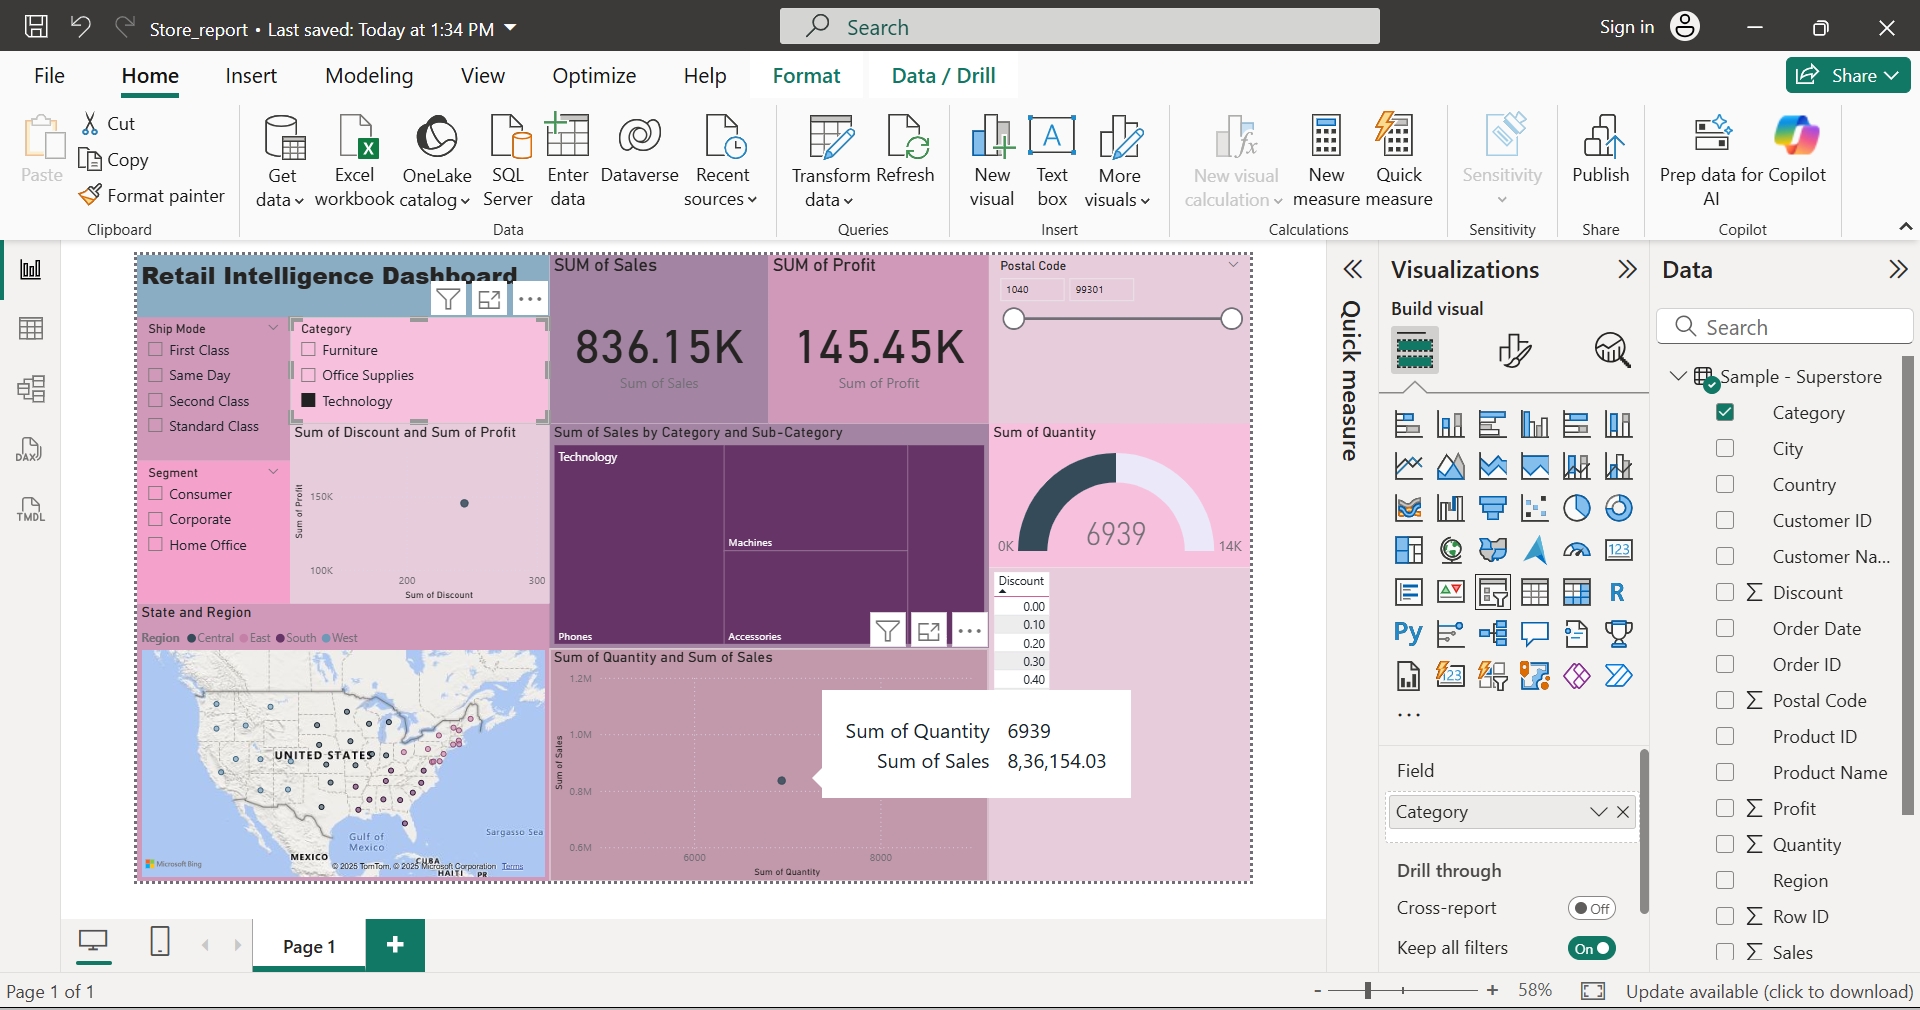 Store_report • Last saved: Today at 1:34 PM
Search
Sign in
File
Home
Insert
Modeling
View
Optimize
Help
Format
Data / Drill
Share
Paste
Cut
Copy
Format painter
Clipboard
Get data
Excel workbook
OneLake catalog
SQL Server
Enter data
Dataverse
Recent sources
Data
Transform data
Refresh
Queries
New visual
Text box
More visuals
Insert
New visual calculation
New measure
Quick measure
Calculations
Sensitivity
Sensitivity
Publish
Share
Prep data for AI
Copilot
Copilot
DAX
TMDL
Retail Intelligence Dashboard
Ship Mode
First Class
Same Day
Second Class
Standard Class
Category
Furniture
Office Supplies
Technology
SUM of Sales
836.15K
Sum of Sales
SUM of Profit
145.45K
Sum of Profit
Postal Code
1040
99301
Segment
Consumer
Corporate
Home Office
Sum of Discount and Sum of Profit
Sum of Profit
150K
100K
200
300
Sum of Discount
Sum of Sales by Category and Sub-Category
Technology
Machines
Phones
Accessories
Sum of Quantity
6939
0K
14K
Discount
0.00
0.10
0.20
0.30
0.40
State and Region
Region Central East South West
UNITED STATES
Gulf of Mexico
Sargasso Sea
MEXICO
CUBA
HAITI
PR
Microsoft Bing
© 2025 TomTom, © 2025 Microsoft Corporation Terms
Sum of Quantity and Sum of Sales
Sum of Sales
1.2M
1.0M
0.8M
0.6M
6000
8000
Sum of Quantity
Sum of Quantity 6939
Sum of Sales 8,36,154.03
Quick measure
Visualizations
Build visual
123
R
Py
123
Field
Category
Drill through
Cross-report
Off
Keep all filters
On
Data
Search
Sample - Superstore
Category
City
Country
Customer ID
Customer Na...
Discount
Order Date
Order ID
Postal Code
Product ID
Product Name
Profit
Quantity
Region
Row ID
Sales
Page 1
Page 1 of 1
58%
Update available (click to download)